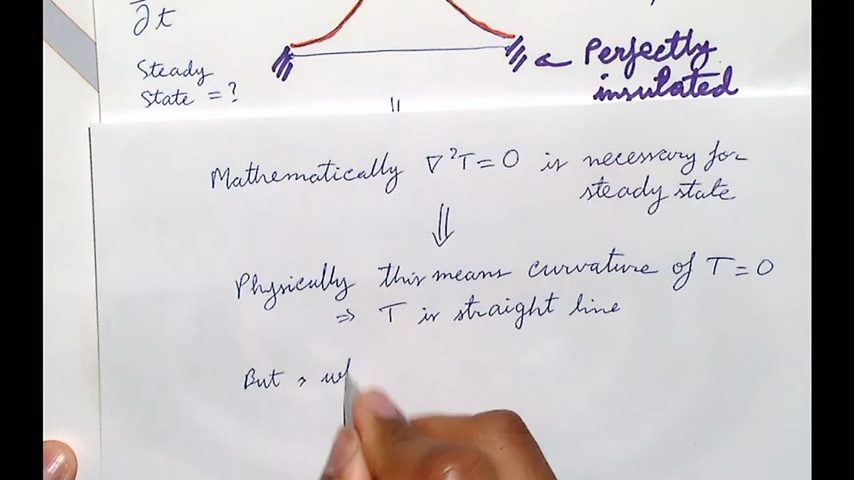 ∂t
Steady
State = ?
Perfectly
insulated
Mathematically ∇²T = 0 is necessary for
steady state
⇓
Physically this means curvature of T = 0
⇒ T is straight line
But,